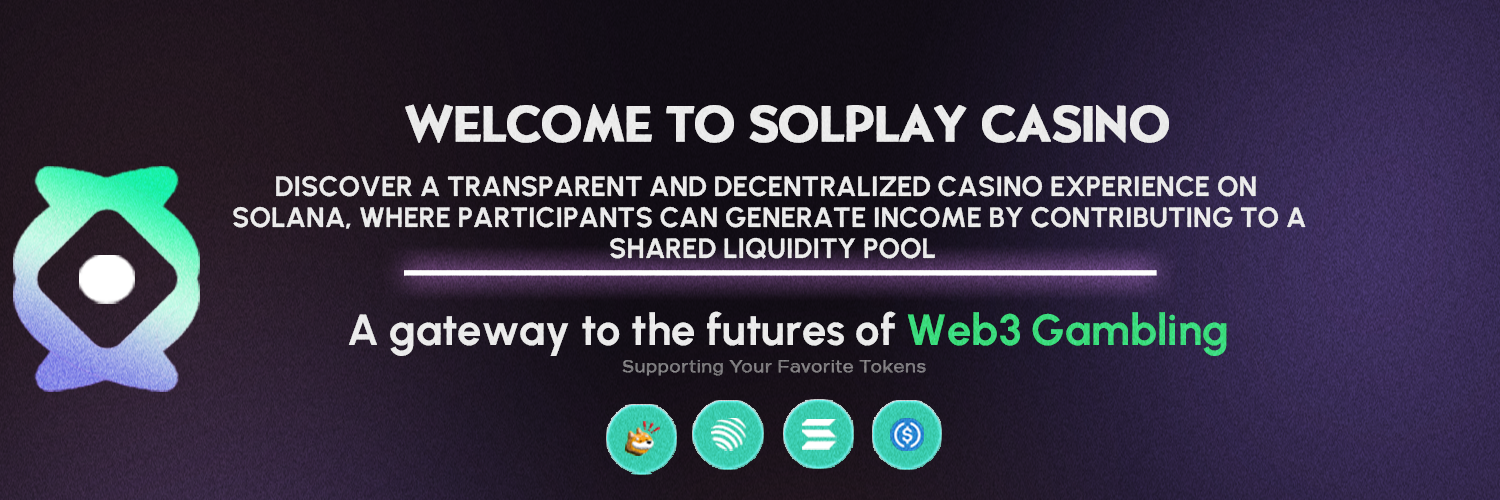 WELCOME TO SOLPLAY CASINO
DISCOVER A TRANSPARENT AND DECENTRALIZED CASINO EXPERIENCE ON
SOLANA, WHERE PARTICIPANTS CAN GENERATE INCOME BY CONTRIBUTING TO A
SHARED LIQUIDITY POOL
A gateway to the futures of Web3 Gambling
Supporting Your Favorite Tokens